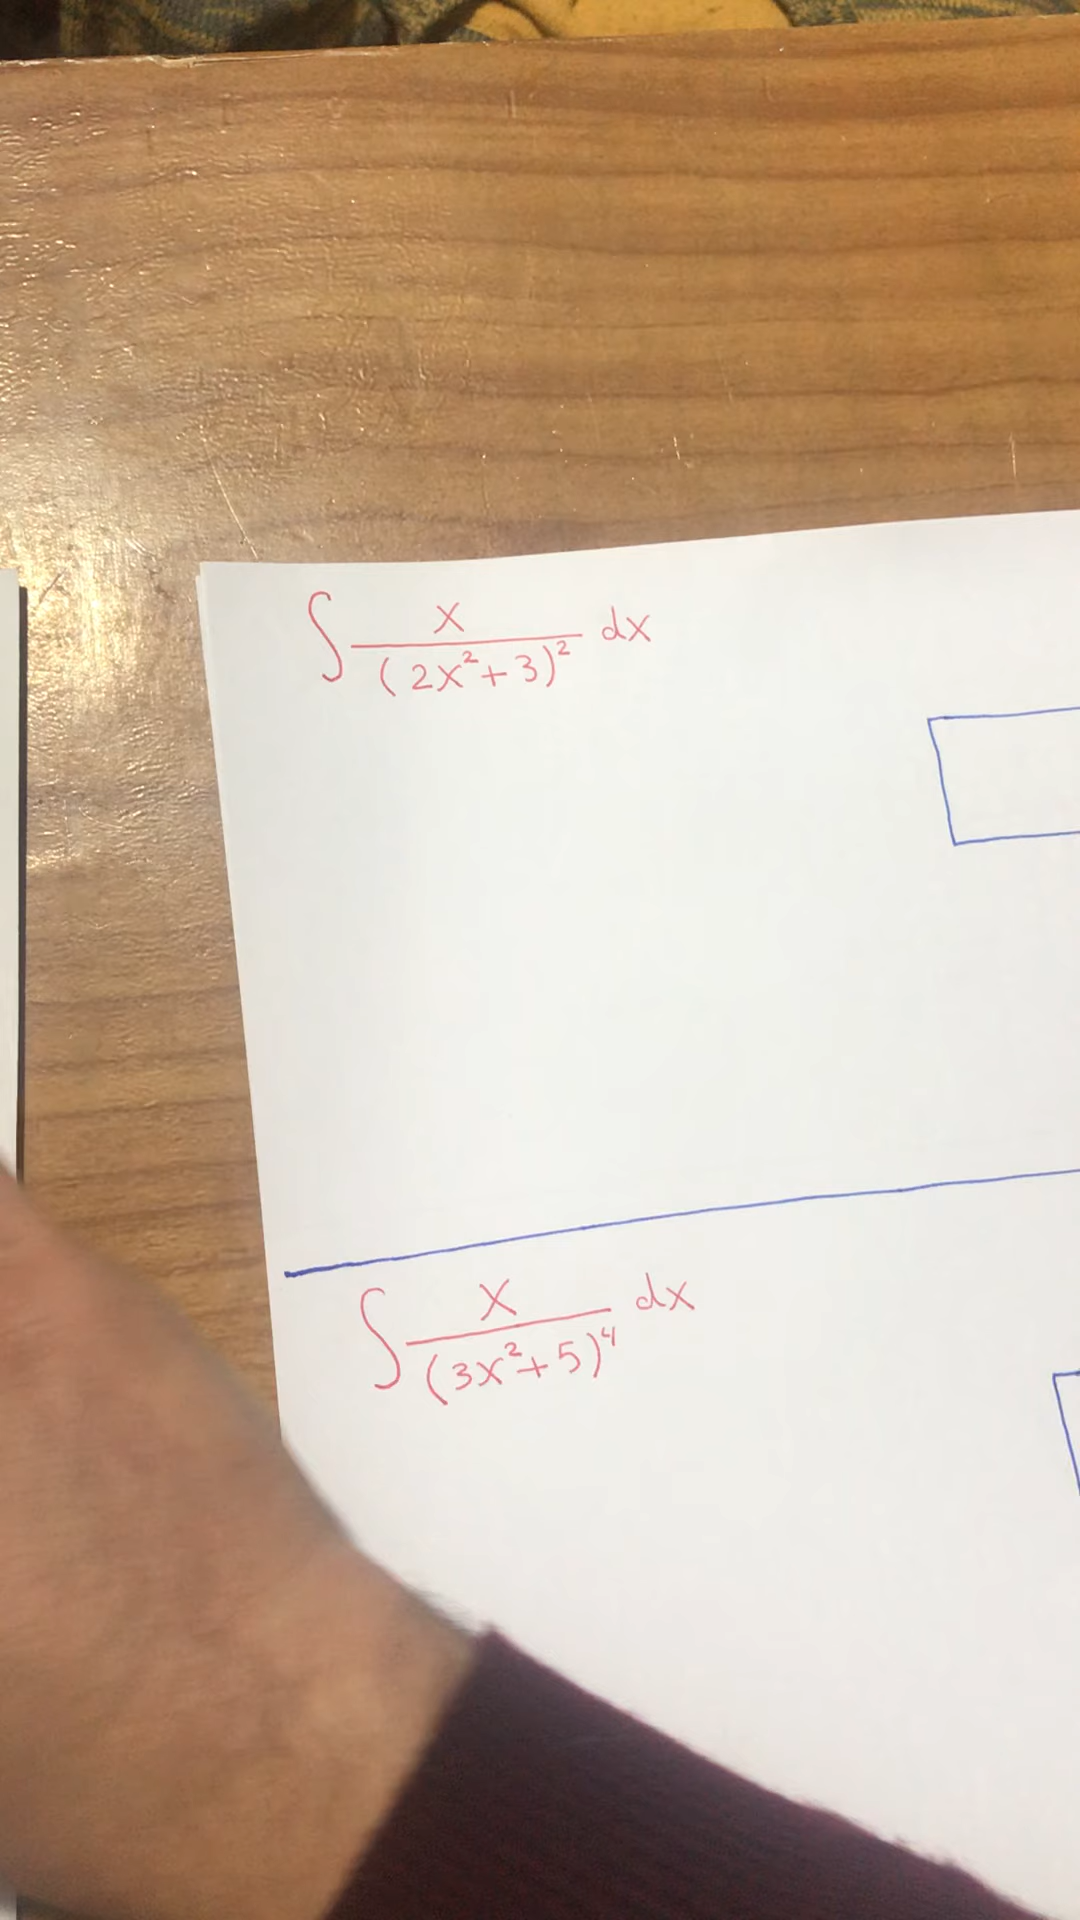 ∫ x/(2x²+3)² dx
∫ x/(3x²+5)⁴ dx